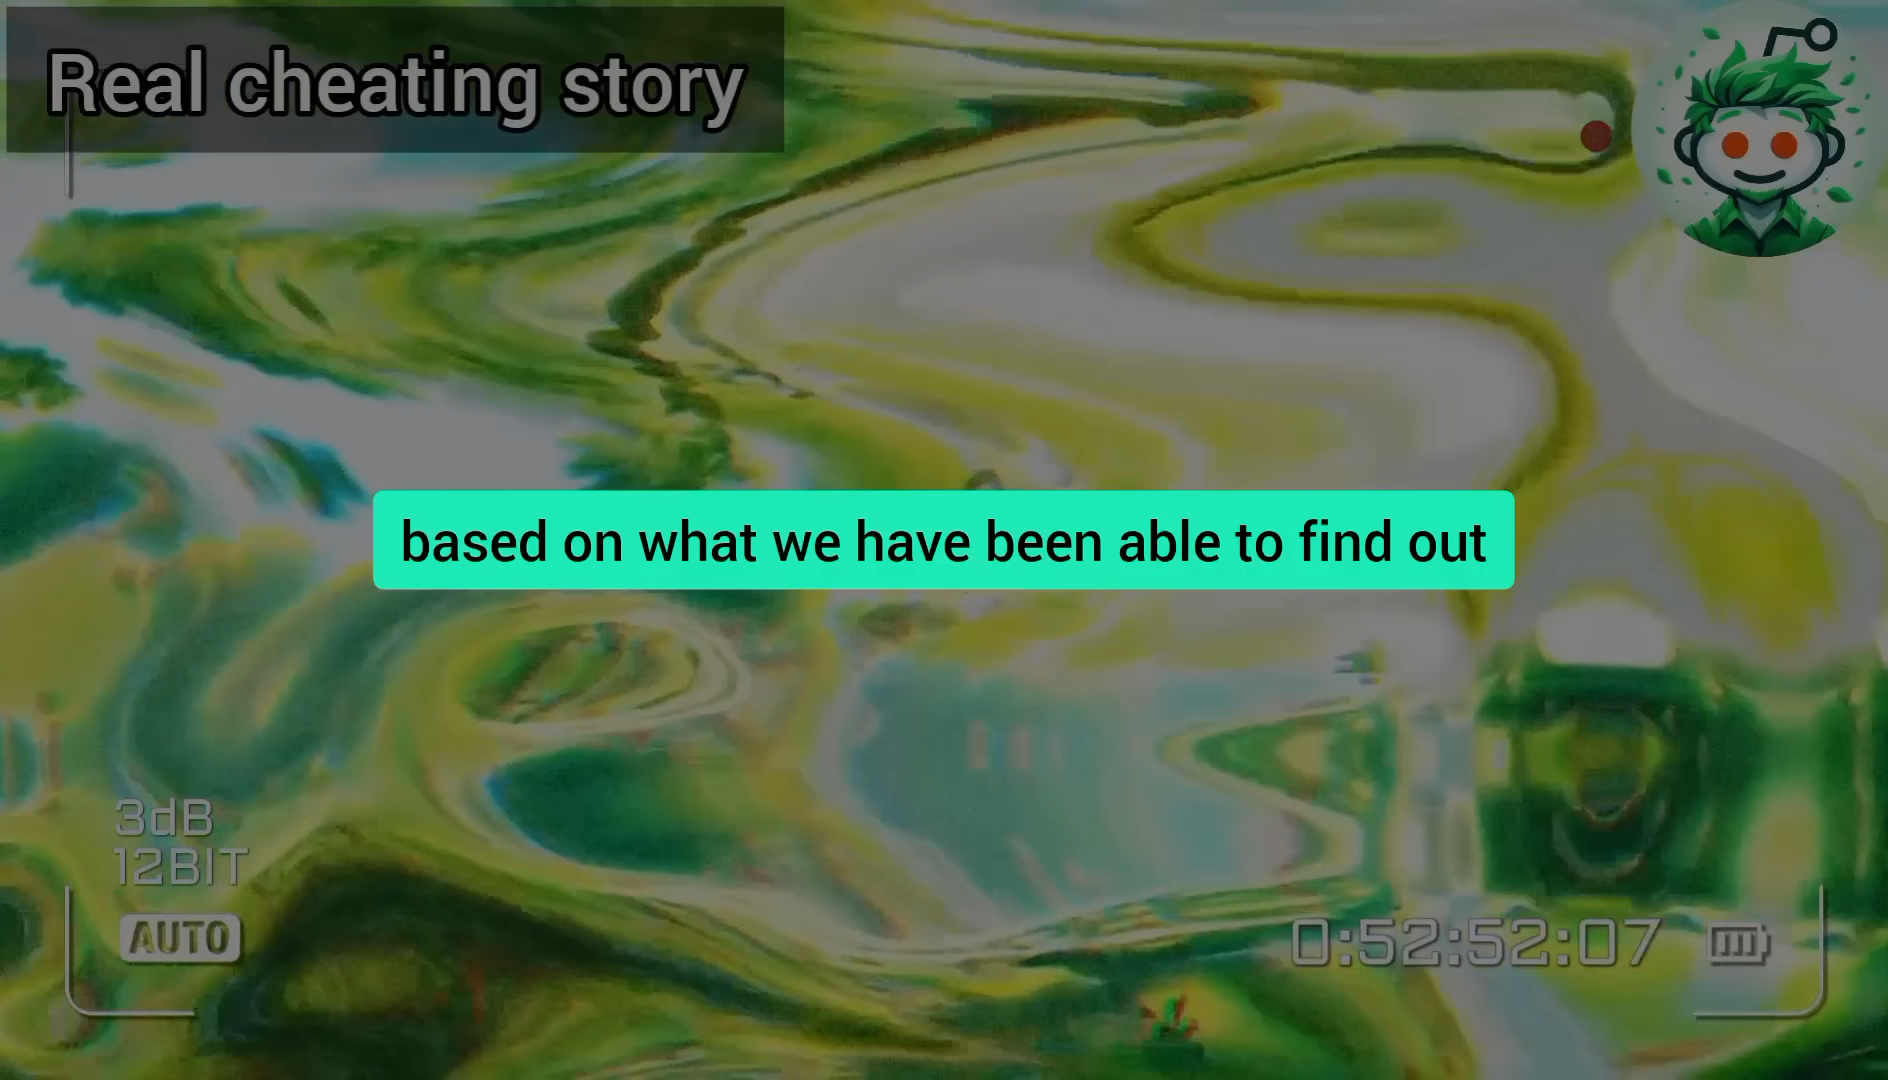 Real cheating story
based on what we have been able to find out
3dB
12BIT
AUTO
0:52:52:07